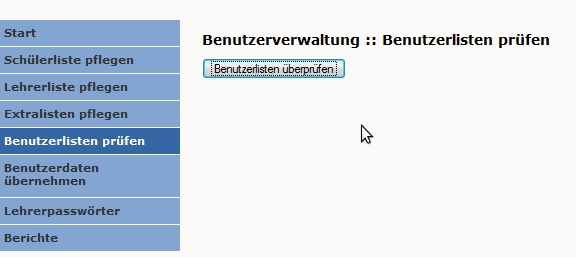 Start
Schülerliste pflegen
Lehrerliste pflegen
Extralisten pflegen
Benutzerlisten prüfen
Benutzerdaten
übernehmen
Lehrerpasswörter
Berichte
Benutzerverwaltung :: Benutzerlisten prüfen
Benutzerlisten überprüfen